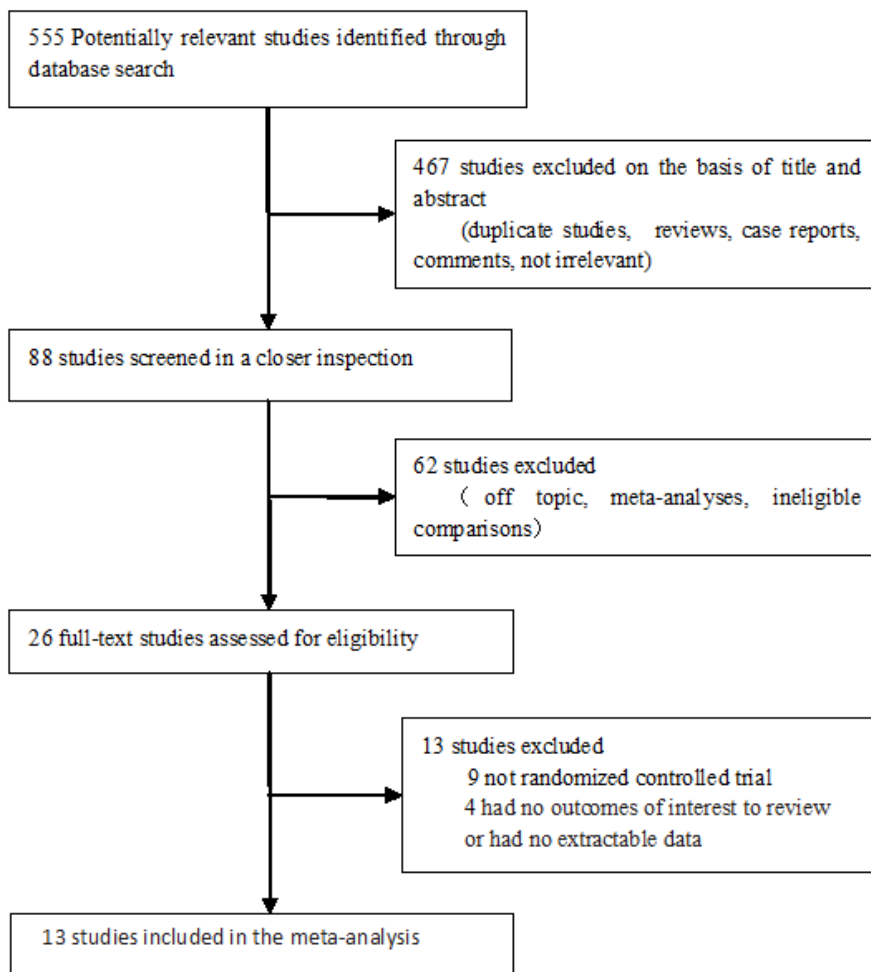 555 Potentially relevant studies identified through
database search
467 studies excluded on the basis of title and
abstract
(duplicate studies, reviews, case reports,
comments, not irrelevant)
88 studies screened in a closer inspection
62 studies excluded
（ off topic, meta-analyses, ineligible
comparisons）
26 full-text studies assessed for eligibility
13 studies excluded
9 not randomized controlled trial
4 had no outcomes of interest to review
or had no extractable data
13 studies included in the meta-analysis